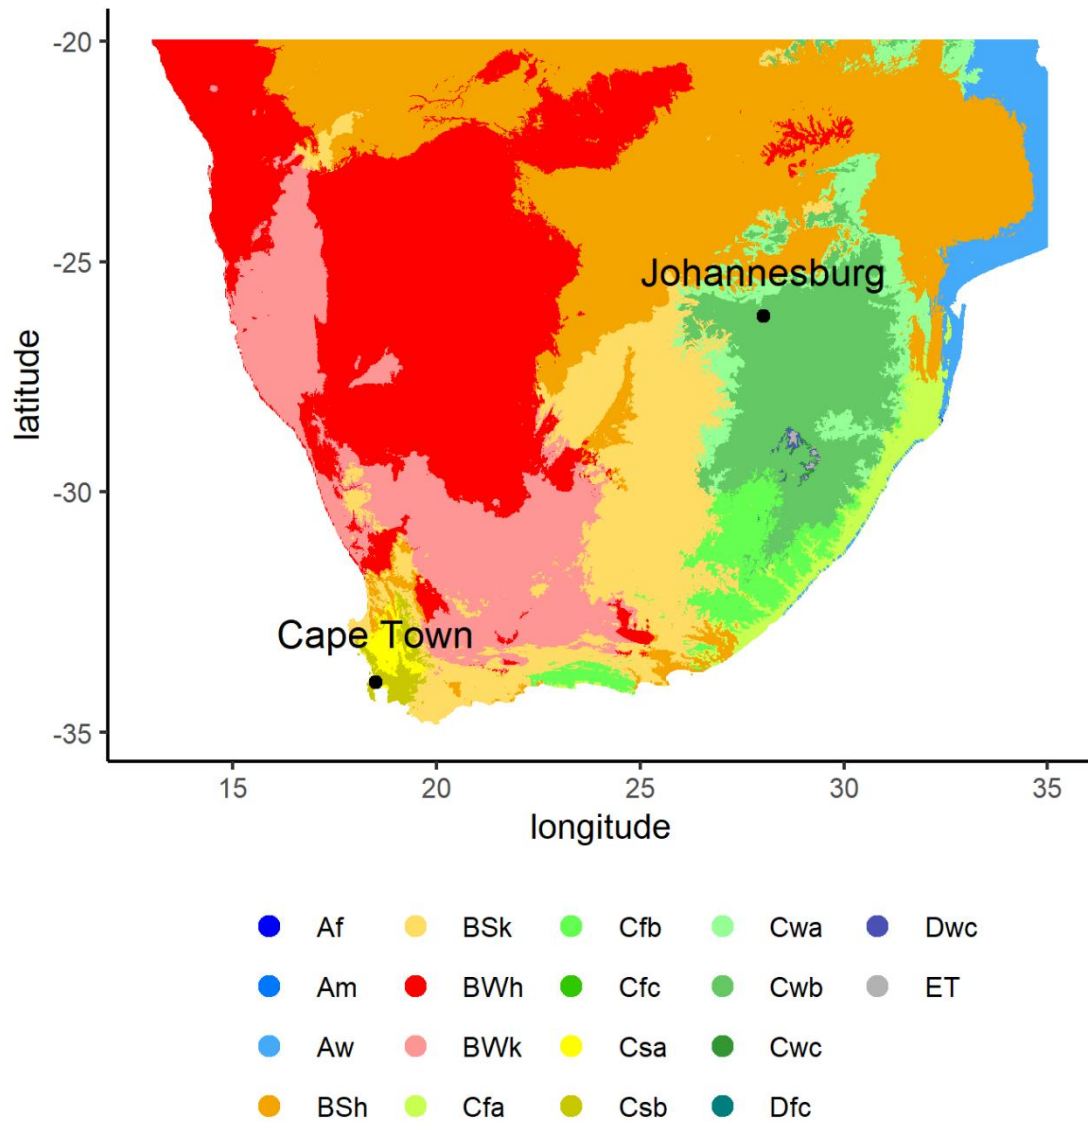 -20
-25
Johannesburg
latitude
-30
Cape Town
-35
15 20 25 30 35
longitude
Af BSk Cfb Cwa Dwc
Am BWh Cfc Cwb ET
Aw BWk Csa Cwc
BSh Cfa Csb Dfc